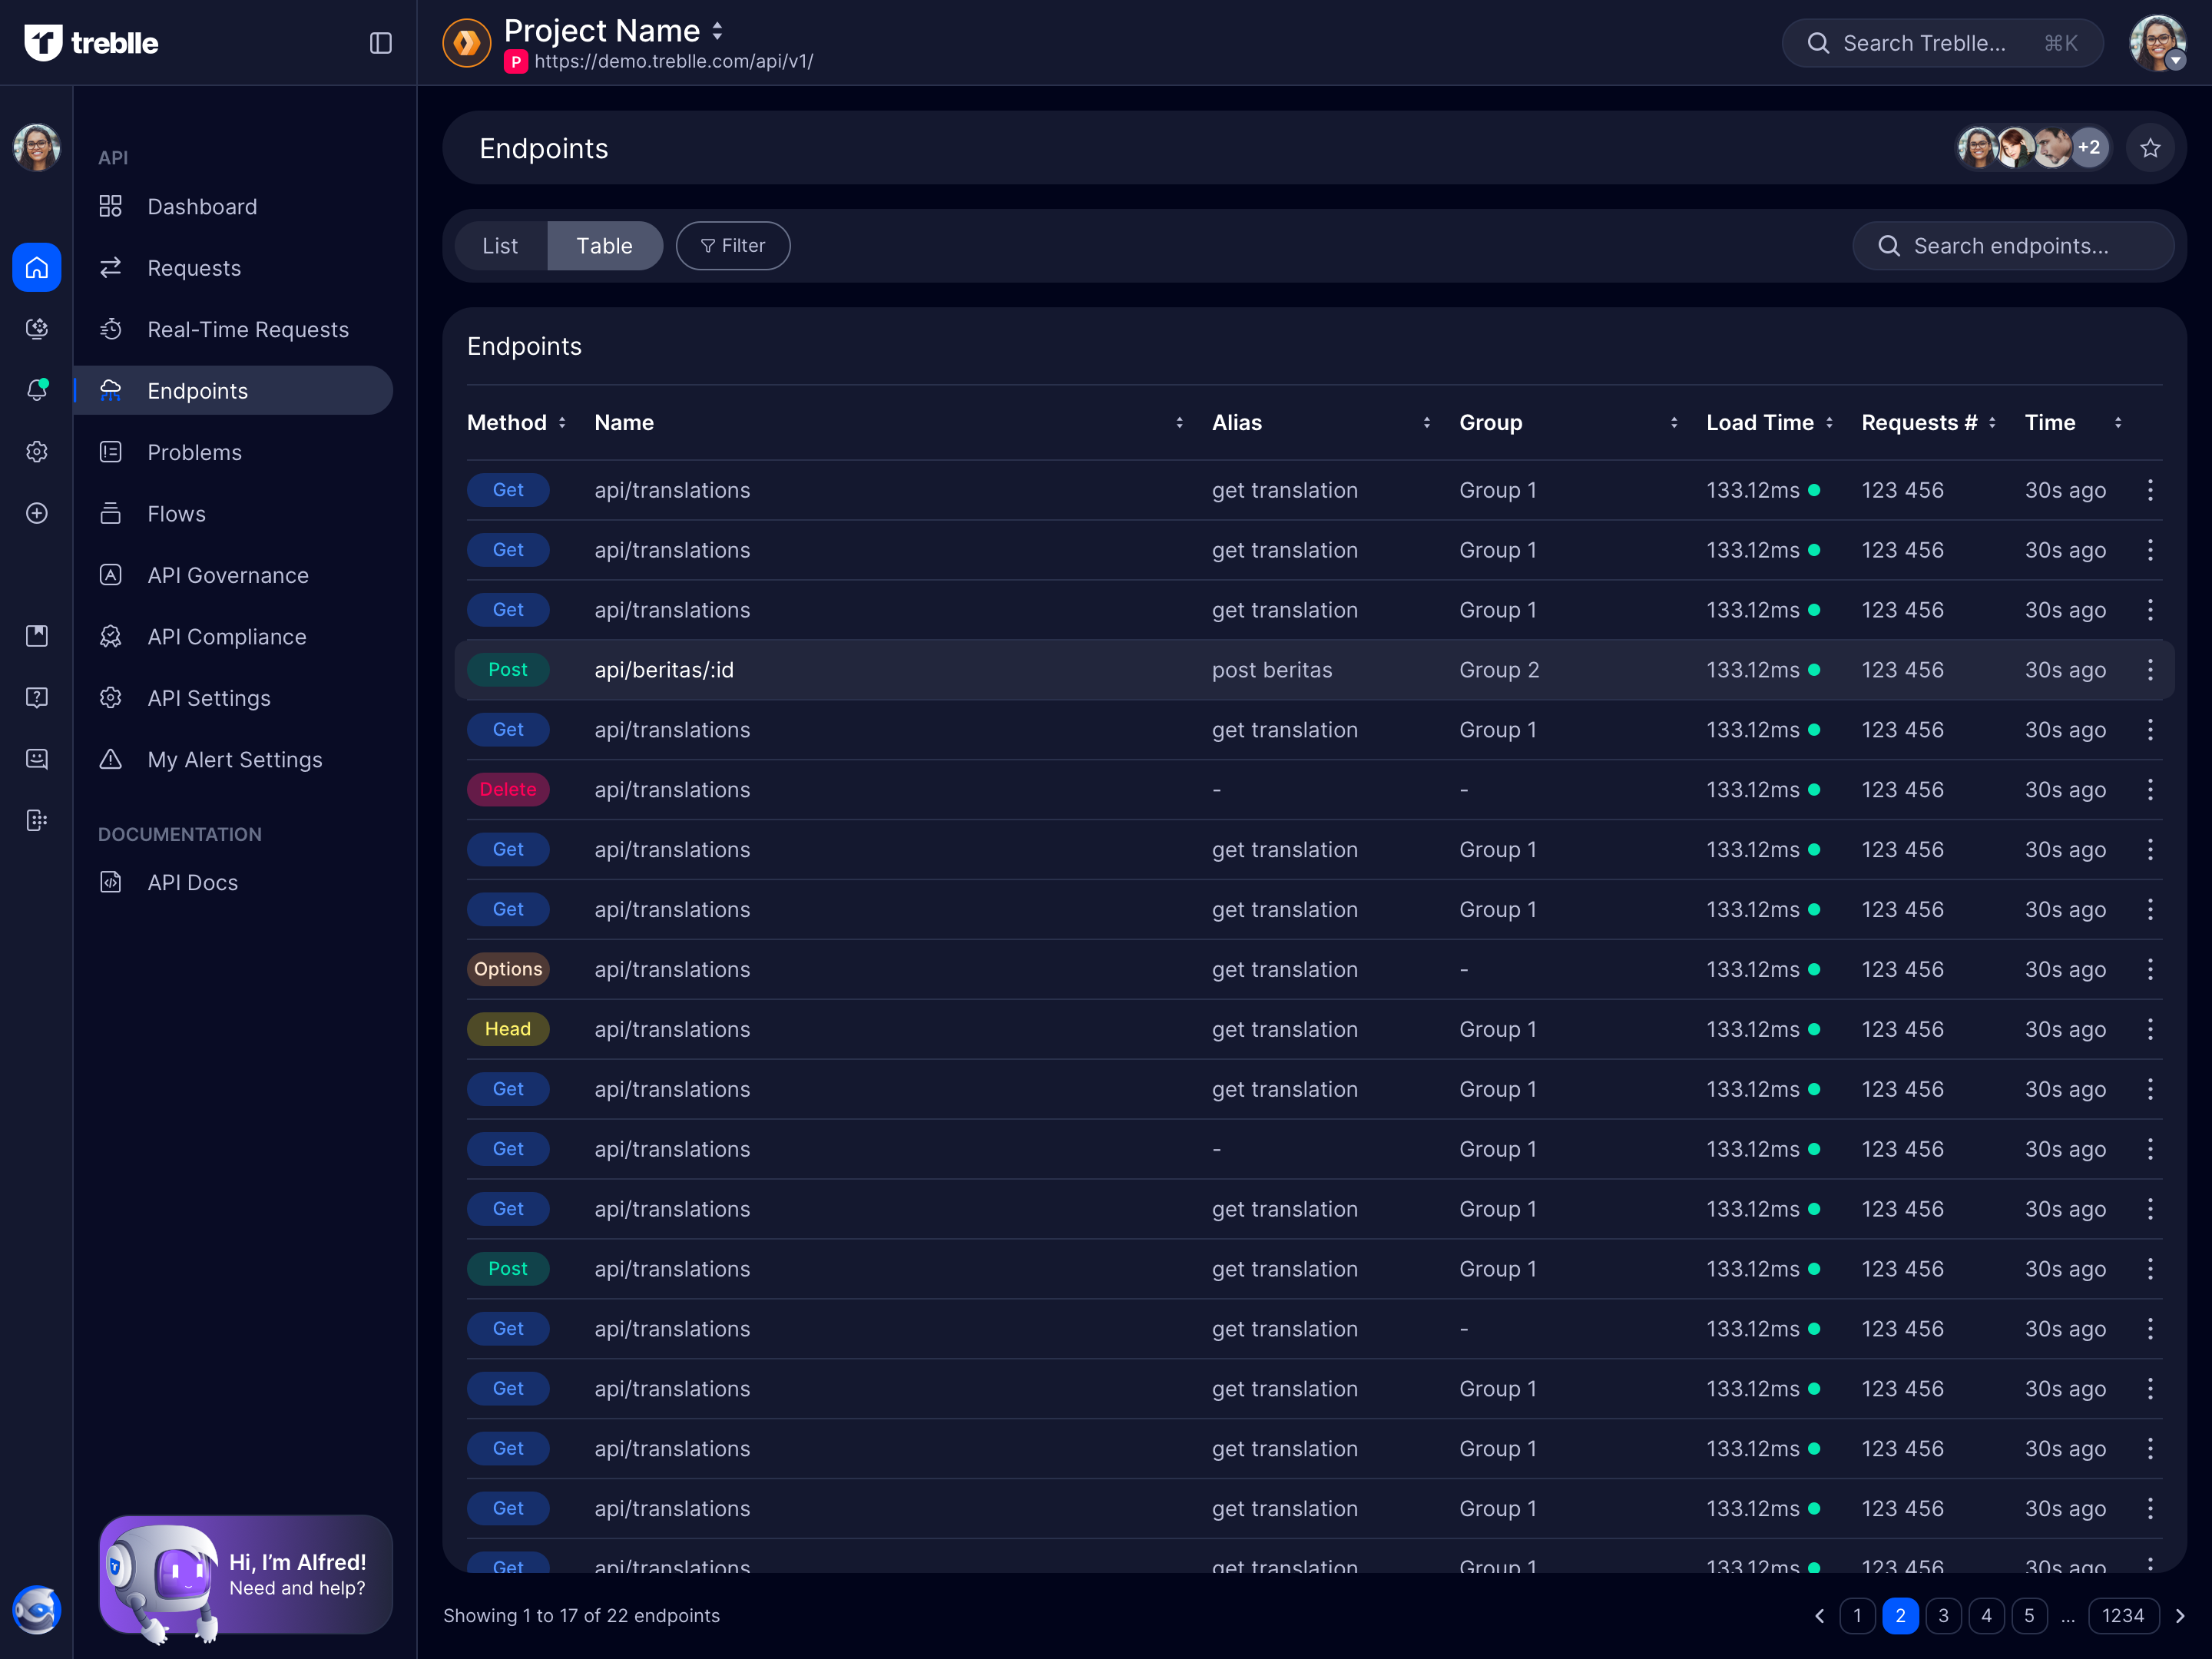 treblle
Project Name
P https://demo.treblle.com/api/v1/
Search Treblle... ⌘K
API
Dashboard
Requests
Real-Time Requests
Endpoints
Problems
Flows
API Governance
API Compliance
API Settings
My Alert Settings
DOCUMENTATION
API Docs
Hi, I’m Alfred!
Need and help?
Endpoints
+2
List Table Filter
Search endpoints...
Endpoints
Method Name Alias Group Load Time Requests # Time
Get api/translations get translation Group 1 133.12ms 123 456 30s ago
Get api/translations get translation Group 1 133.12ms 123 456 30s ago
Get api/translations get translation Group 1 133.12ms 123 456 30s ago
Post api/beritas/:id post beritas Group 2 133.12ms 123 456 30s ago
Get api/translations get translation Group 1 133.12ms 123 456 30s ago
Delete api/translations - - 133.12ms 123 456 30s ago
Get api/translations get translation Group 1 133.12ms 123 456 30s ago
Get api/translations get translation Group 1 133.12ms 123 456 30s ago
Options api/translations get translation - 133.12ms 123 456 30s ago
Head api/translations get translation Group 1 133.12ms 123 456 30s ago
Get api/translations get translation Group 1 133.12ms 123 456 30s ago
Get api/translations - Group 1 133.12ms 123 456 30s ago
Get api/translations get translation Group 1 133.12ms 123 456 30s ago
Post api/translations get translation Group 1 133.12ms 123 456 30s ago
Get api/translations get translation - 133.12ms 123 456 30s ago
Get api/translations get translation Group 1 133.12ms 123 456 30s ago
Get api/translations get translation Group 1 133.12ms 123 456 30s ago
Get api/translations get translation Group 1 133.12ms 123 456 30s ago
Get api/translations get translation Group 1 133.12ms 123 456 30s ago
Showing 1 to 17 of 22 endpoints
1 2 3 4 5 ... 1234